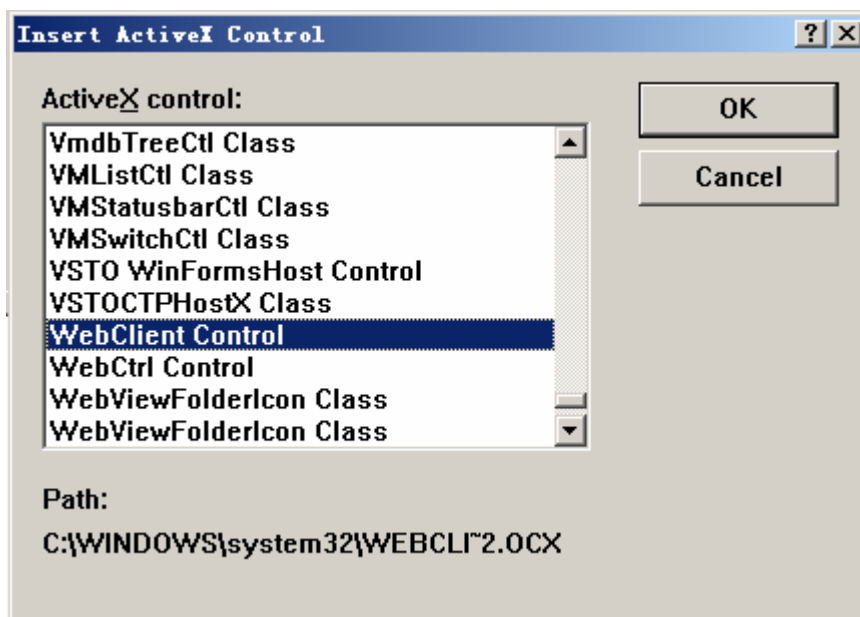 Insert ActiveX Control
ActiveX control:
OK
Cancel
VmdbTreeCtl Class
VMListCtl Class
VMStatusbarCtl Class
VMSwitchCtl Class
VSTO WinFormsHost Control
VSTOCTPHostX Class
WebClient Control
WebCtrl Control
WebViewFolderIcon Class
WebViewFolderIcon Class
Path:
C:\WINDOWS\system32\WEBCLI~2.OCX